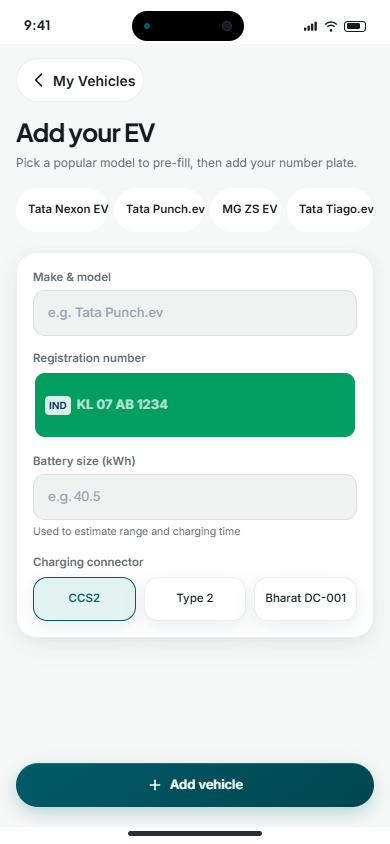 9:41
My Vehicles
Add your EV
Pick a popular model to pre-fill, then add your number plate.
Tata Nexon EV
Tata Punch.ev
MG ZS EV
Tata Tiago.ev
Make & model
e.g. Tata Punch.ev
Registration number
IND KL 07 AB 1234
Battery size (kWh)
e.g. 40.5
Used to estimate range and charging time
Charging connector
CCS2
Type 2
Bharat DC-001
+ Add vehicle